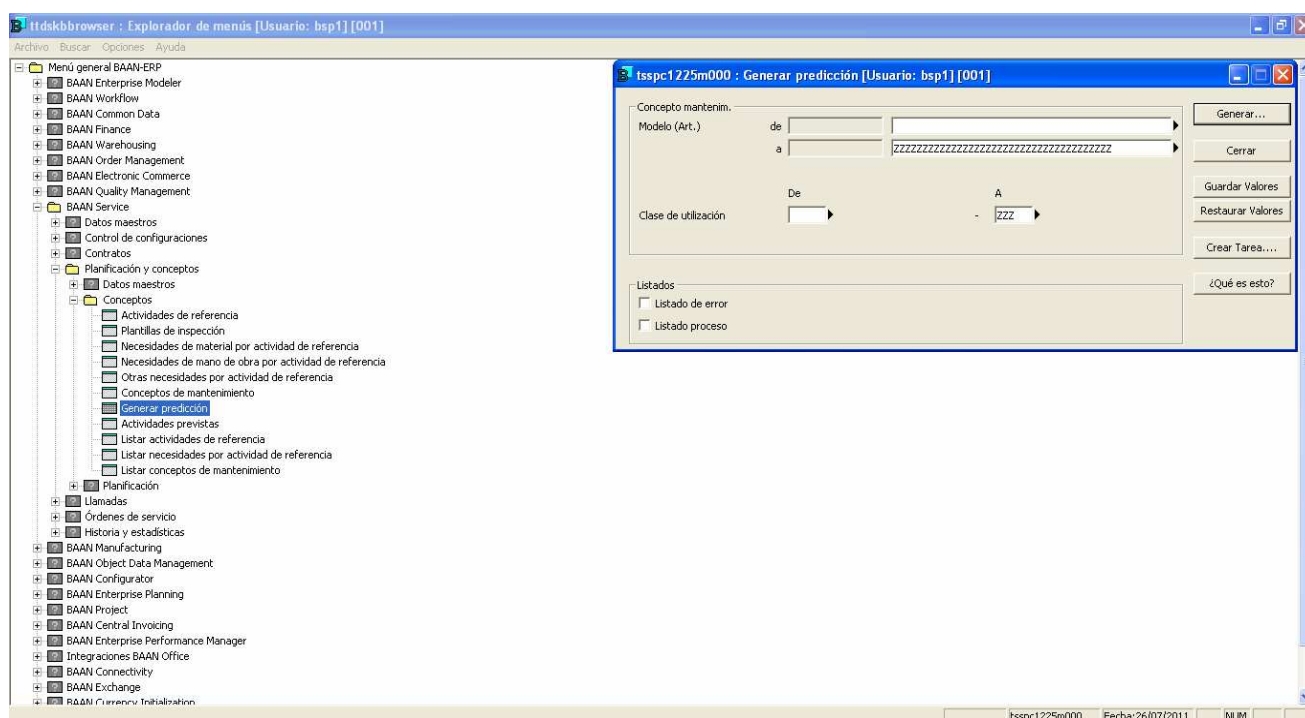 ttdskbbrowser : Explorador de menús [Usuario: bsp1] [001]
Archivo Buscar Opciones Ayuda
Menú general BAAN-ERP
BAAN Enterprise Modeler
BAAN Workflow
BAAN Common Data
BAAN Finance
BAAN Warehousing
BAAN Order Management
BAAN Electronic Commerce
BAAN Quality Management
BAAN Service
Datos maestros
Control de configuraciones
Contratos
Planificación y conceptos
Datos maestros
Conceptos
Actividades de referencia
Plantillas de inspección
Necesidades de material por actividad de referencia
Necesidades de mano de obra por actividad de referencia
Otras necesidades por actividad de referencia
Conceptos de mantenimiento
Generar predicción
Actividades previstas
Listar actividades de referencia
Listar necesidades por actividad de referencia
Listar conceptos de mantenimiento
Planificación
Llamadas
Órdenes de servicio
Historia y estadísticas
BAAN Manufacturing
BAAN Object Data Management
BAAN Configurator
BAAN Enterprise Planning
BAAN Project
BAAN Central Invoicing
BAAN Enterprise Performance Manager
Integraciones BAAN Office
BAAN Connectivity
BAAN Exchange
BAAN Currency Initialization
tsspc1225m000 : Generar predicción [Usuario: bsp1] [001]
Concepto mantenim.
Modelo (Art.) de
a ZZZZZZZZZZZZZZZZZZZZZZZZZZZZZZZZZZZZZZ
De A
Clase de utilización - ZZZ
Listados
Listado de error
Listado proceso
Generar...
Cerrar
Guardar Valores
Restaurar Valores
Crear Tarea....
¿Qué es esto?
tsspc1225m000 Fecha:26/07/2011 NUM